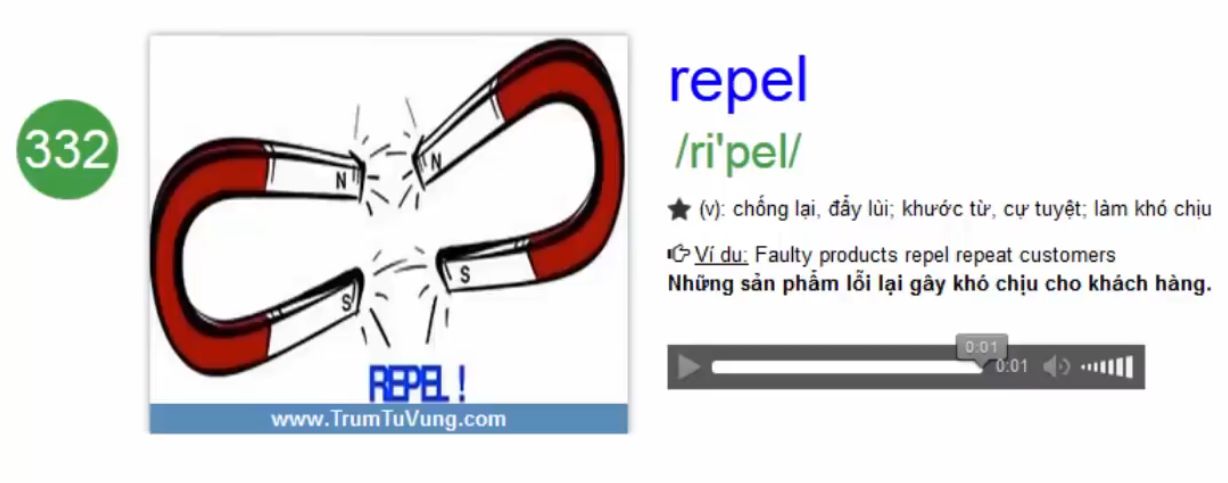 332
N
N
S
S
REPEL !
www.TrumTuVung.com
repel
/ri'pel/
(v): chống lại, đẩy lùi; khước từ, cự tuyệt; làm khó chịu
Ví du: Faulty products repel repeat customers
Những sản phẩm lỗi lại gây khó chịu cho khách hàng.
0:01
0:01